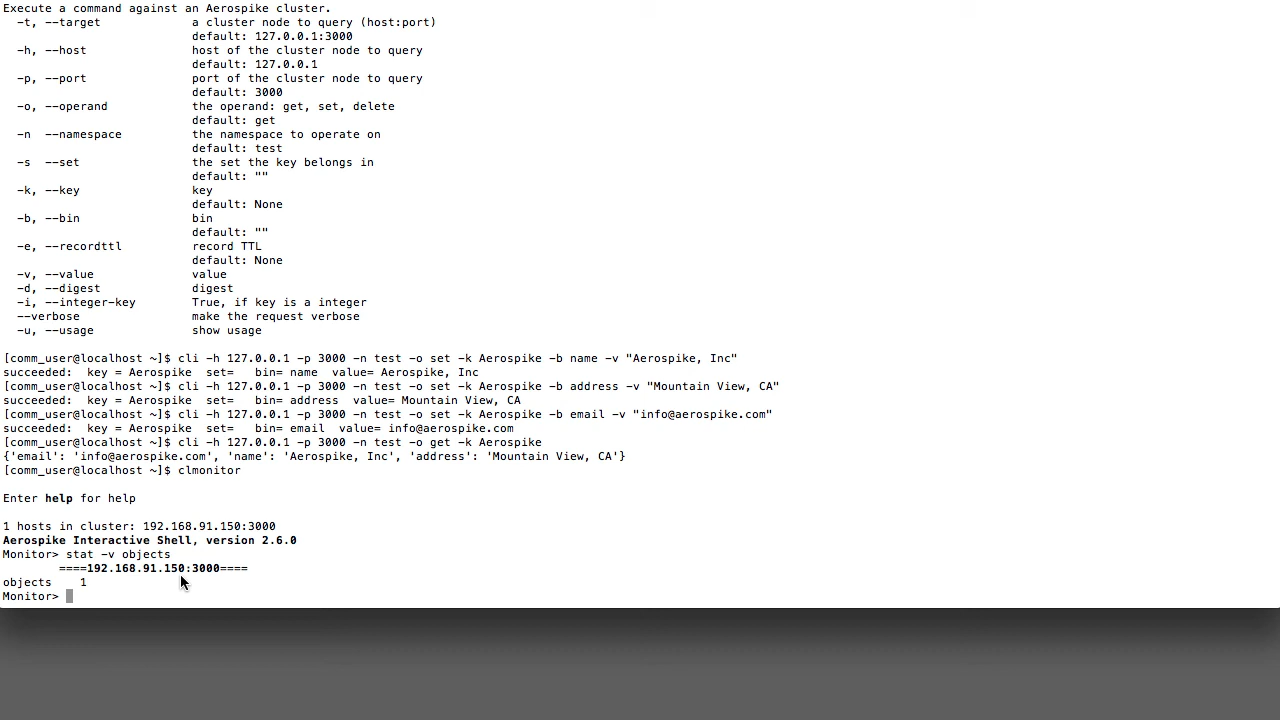 Execute a command against an Aerospike cluster.
-t, --target a cluster node to query (host:port)
default: 127.0.0.1:3000
-h, --host host of the cluster node to query
default: 127.0.0.1
-p, --port port of the cluster node to query
default: 3000
-o, --operand the operand: get, set, delete
default: get
-n --namespace the namespace to operate on
default: test
-s --set the set the key belongs in
default: ""
-k, --key key
default: None
-b, --bin bin
default: ""
-e, --recordttl record TTL
default: None
-v, --value value
-d, --digest digest
-i, --integer-key True, if key is a integer
--verbose make the request verbose
-u, --usage show usage
[comm_user@localhost ~]$ cli -h 127.0.0.1 -p 3000 -n test -o set -k Aerospike -b name -v "Aerospike, Inc"
succeeded: key = Aerospike set= bin= name value= Aerospike, Inc
[comm_user@localhost ~]$ cli -h 127.0.0.1 -p 3000 -n test -o set -k Aerospike -b address -v "Mountain View, CA"
succeeded: key = Aerospike set= bin= address value= Mountain View, CA
[comm_user@localhost ~]$ cli -h 127.0.0.1 -p 3000 -n test -o set -k Aerospike -b email -v "info@aerospike.com"
succeeded: key = Aerospike set= bin= email value= info@aerospike.com
[comm_user@localhost ~]$ cli -h 127.0.0.1 -p 3000 -n test -o get -k Aerospike
{'email': 'info@aerospike.com', 'name': 'Aerospike, Inc', 'address': 'Mountain View, CA'}
[comm_user@localhost ~]$ clmonitor
Enter help for help
1 hosts in cluster: 192.168.91.150:3000
Aerospike Interactive Shell, version 2.6.0
Monitor> stat -v objects
====192.168.91.150:3000====
objects 1
Monitor>